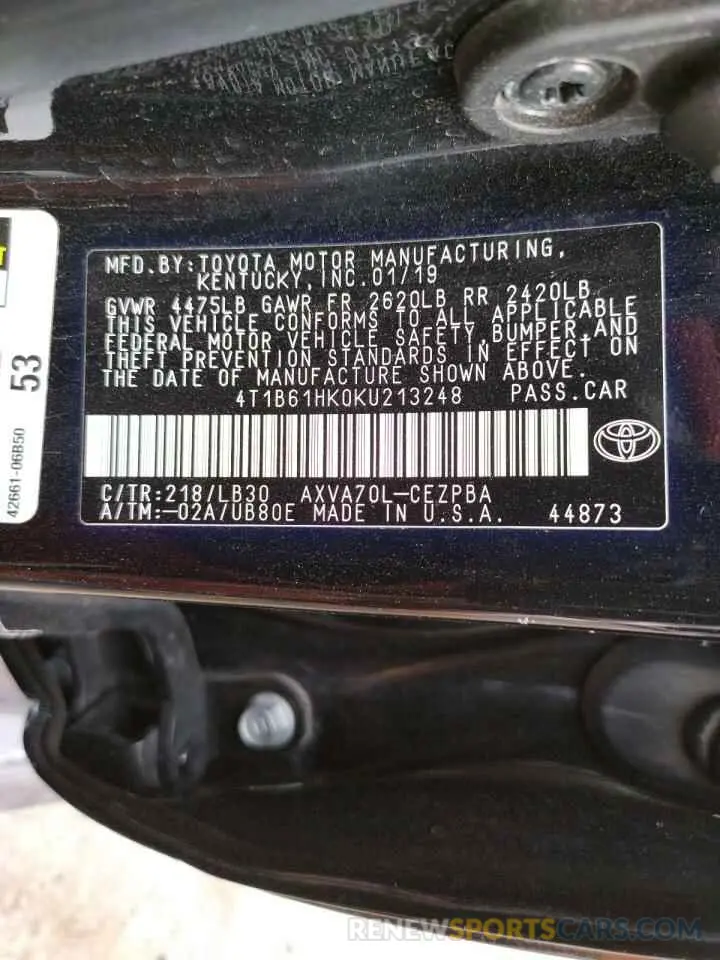 MFD.BY:TOYOTA MOTOR MANUFACTURING,
KENTUCKY, INC.01/19
GVWR 4475LB GAWR FR 2620LB RR 2420LB
THIS VEHICLE CONFORMS TO ALL APPLICABLE
FEDERAL MOTOR VEHICLE SAFETY,BUMPER,AND
THEFT PREVENTION STANDARDS IN EFFECT ON
THE DATE OF MANUFACTURE SHOWN ABOVE.
4T1B61HK0KU213248 PASS.CAR
C/TR:218/LB30 AXVA70L-CEZPBA
A/TM:-02A/UB80E MADE IN U.S.A. 44873
53
42661-06B50
RENEWSPORTSCARS.COM